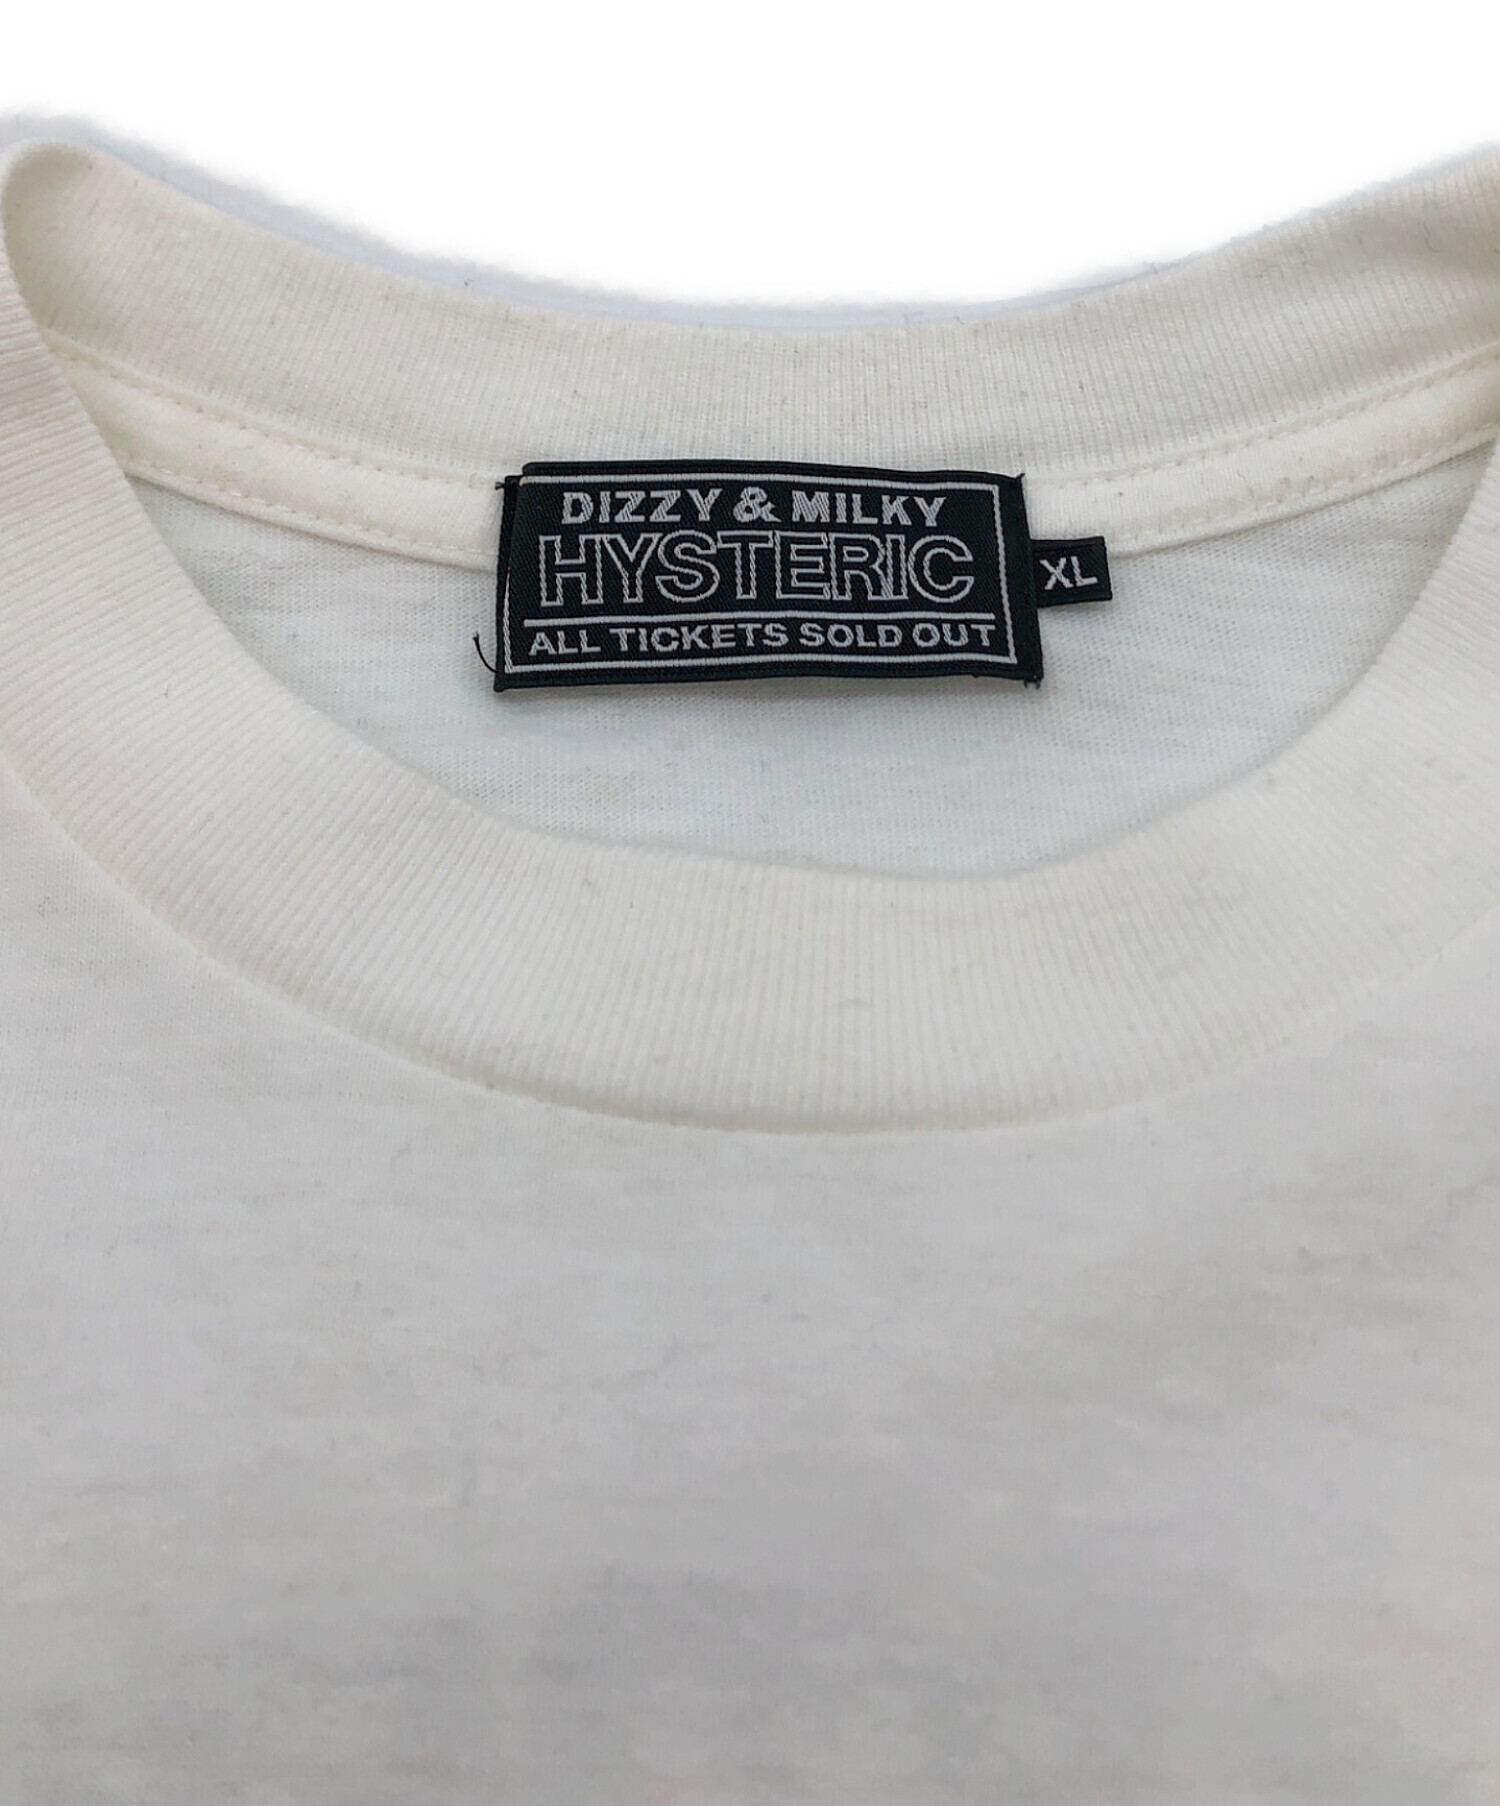 DIZZY & MILKY
HYSTERIC
ALL TICKETS SOLD OUT
XL